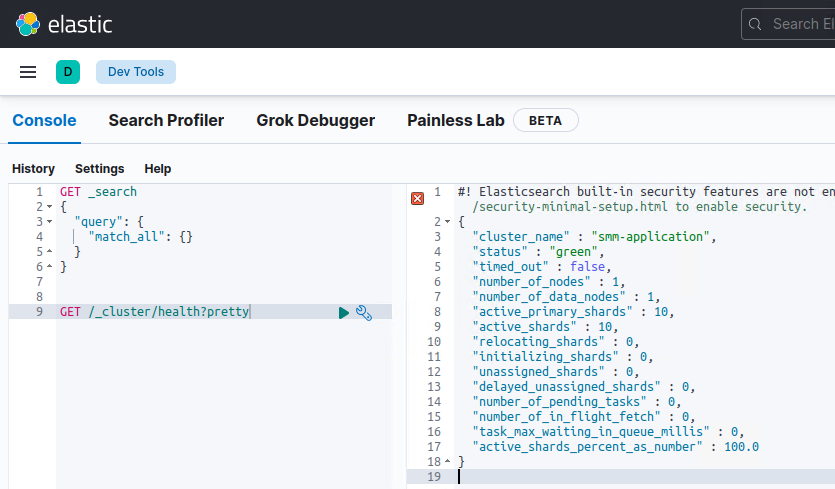 elastic
Search El
D
Dev Tools
Console Search Profiler Grok Debugger Painless Lab BETA
History Settings Help
1 GET _search
2 {
3 "query": {
4 "match_all": {}
5 }
6 }
7
8
9 GET /_cluster/health?pretty
1 #! Elasticsearch built-in security features are not en
/security-minimal-setup.html to enable security.
2 {
3 "cluster_name" : "smm-application",
4 "status" : "green",
5 "timed_out" : false,
6 "number_of_nodes" : 1,
7 "number_of_data_nodes" : 1,
8 "active_primary_shards" : 10,
9 "active_shards" : 10,
10 "relocating_shards" : 0,
11 "initializing_shards" : 0,
12 "unassigned_shards" : 0,
13 "delayed_unassigned_shards" : 0,
14 "number_of_pending_tasks" : 0,
15 "number_of_in_flight_fetch" : 0,
16 "task_max_waiting_in_queue_millis" : 0,
17 "active_shards_percent_as_number" : 100.0
18 }
19